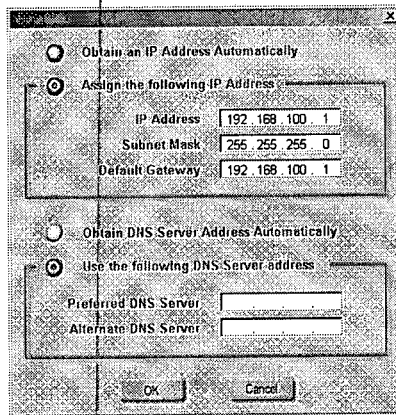 Obtain an IP Address Automatically
Assign the following IP Address
IP Address 192 . 168 . 100 . 1
Subnet Mask 255 . 255 . 255 . 0
Default Gateway 192 . 168 . 100 . 1
Obtain DNS Server Address Automatically
Use the following DNS Server address
Preferred DNS Server . . .
Alternate DNS Server . . .
OK Cancel